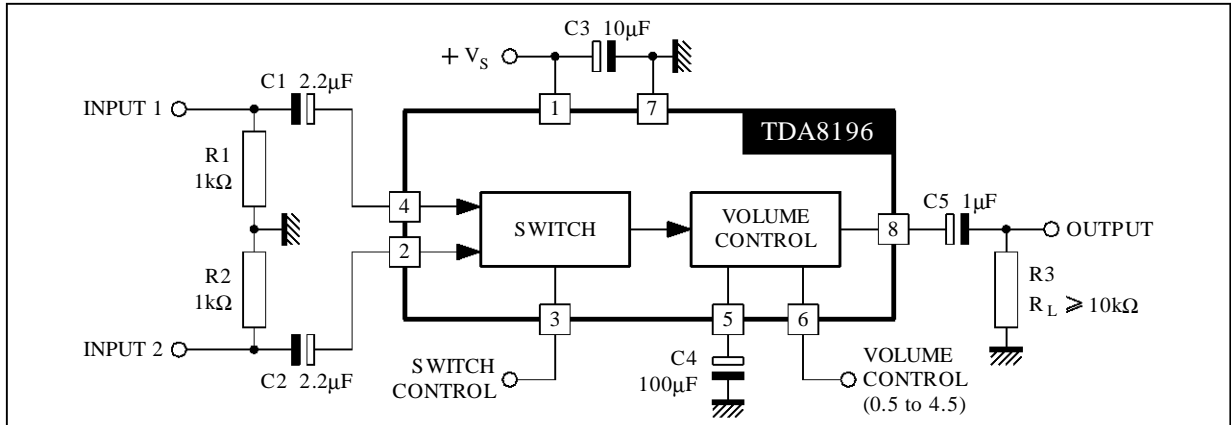 C3 10µF
+ V_S
C1 2.2µF
INPUT 1
1
7
TDA8196
R1
1kΩ
4
SWITCH
VOLUME
CONTROL
C5 1µF
8
OUTPUT
2
R2
1kΩ
R3
R_L ⩾ 10kΩ
3
5
6
INPUT 2
C2 2.2µF
SWITCH
CONTROL
C4
100µF
VOLUME
CONTROL
(0.5 to 4.5)